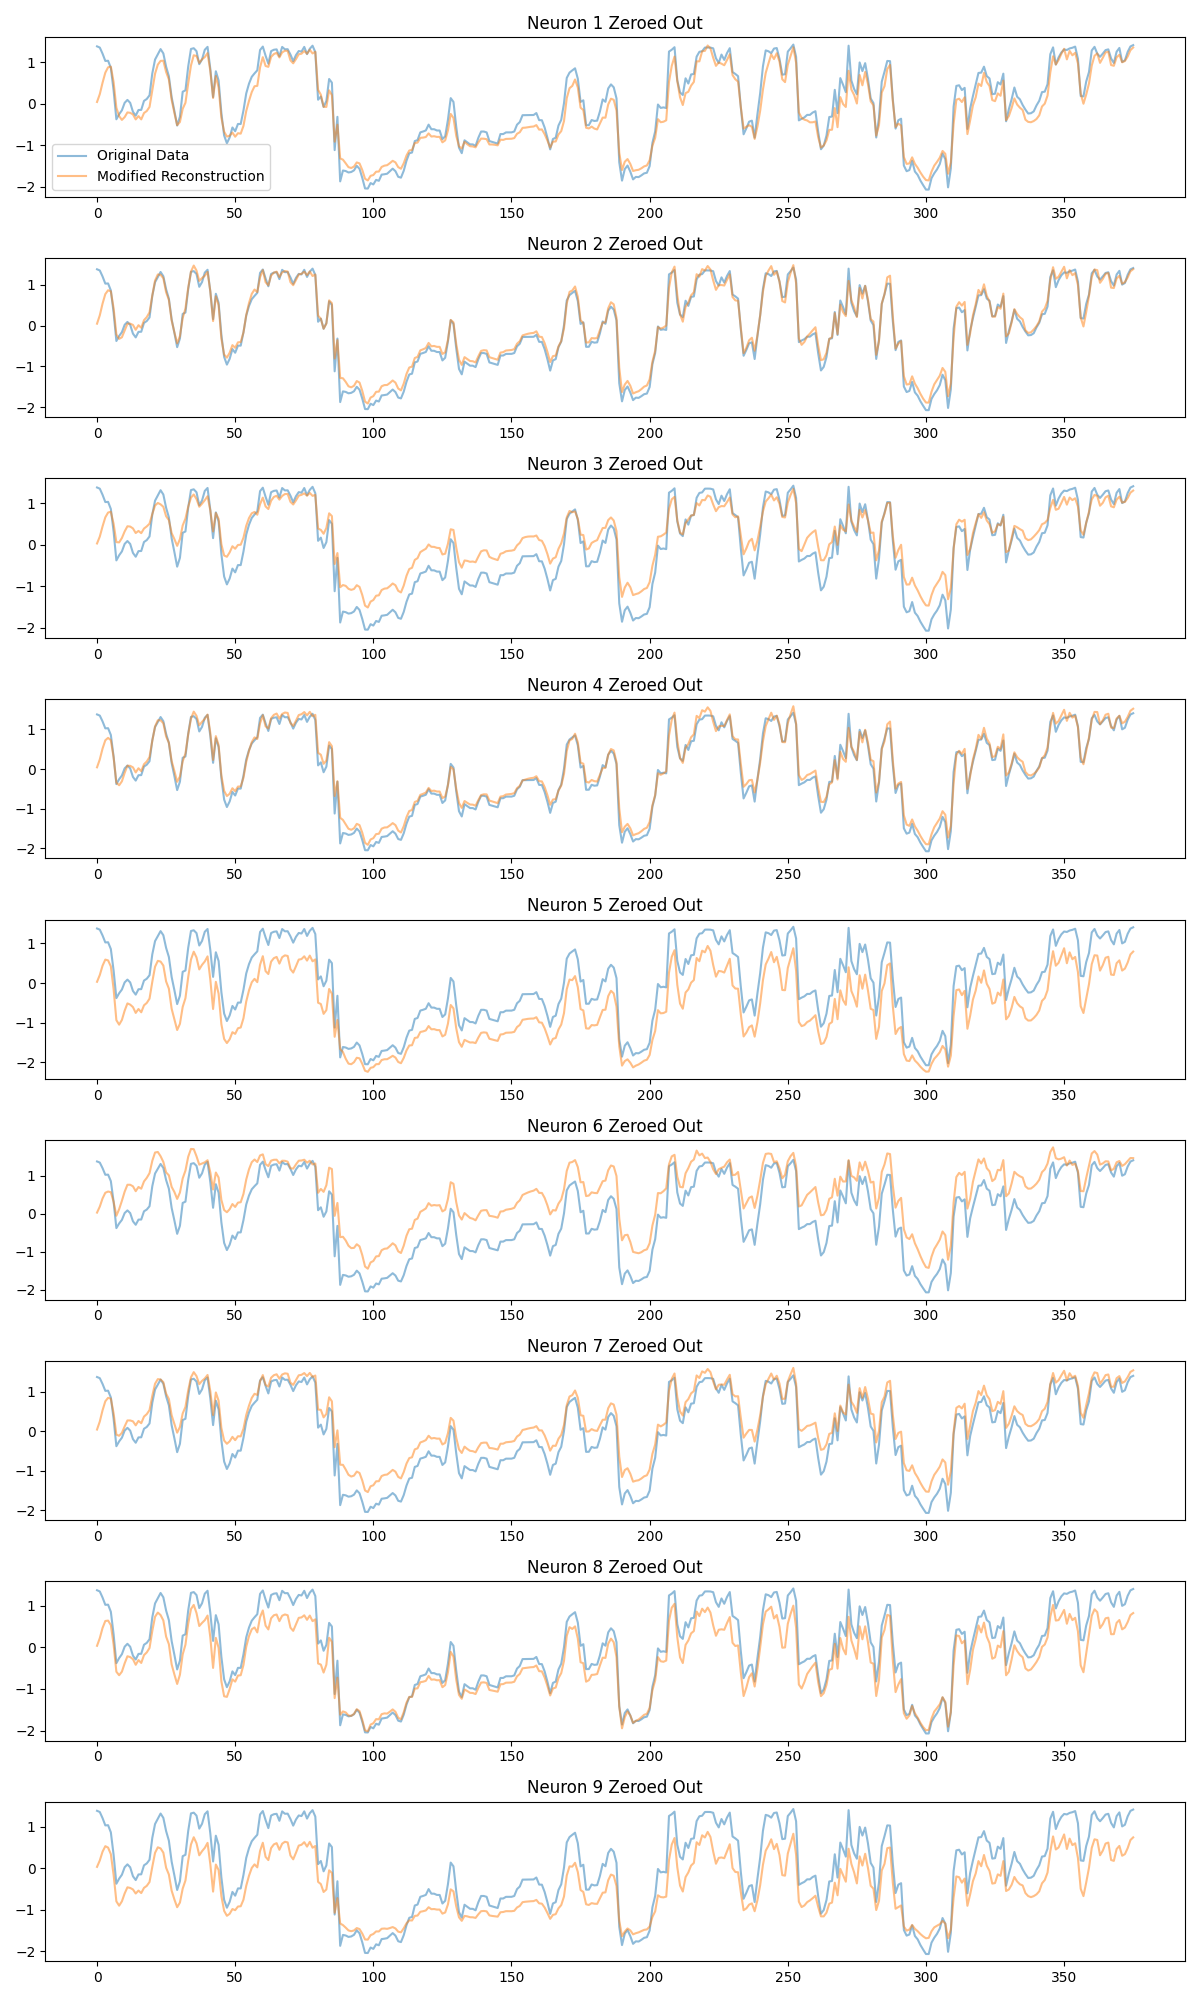 Neuron 1 Zeroed Out
1
0
−1
−2
Original Data
Modified Reconstruction
0 50 100 150 200 250 300 350
Neuron 2 Zeroed Out
1
0
−1
−2
0 50 100 150 200 250 300 350
Neuron 3 Zeroed Out
1
0
−1
−2
0 50 100 150 200 250 300 350
Neuron 4 Zeroed Out
1
0
−1
−2
0 50 100 150 200 250 300 350
Neuron 5 Zeroed Out
1
0
−1
−2
0 50 100 150 200 250 300 350
Neuron 6 Zeroed Out
1
0
−1
−2
0 50 100 150 200 250 300 350
Neuron 7 Zeroed Out
1
0
−1
−2
0 50 100 150 200 250 300 350
Neuron 8 Zeroed Out
1
0
−1
−2
0 50 100 150 200 250 300 350
Neuron 9 Zeroed Out
1
0
−1
−2
0 50 100 150 200 250 300 350